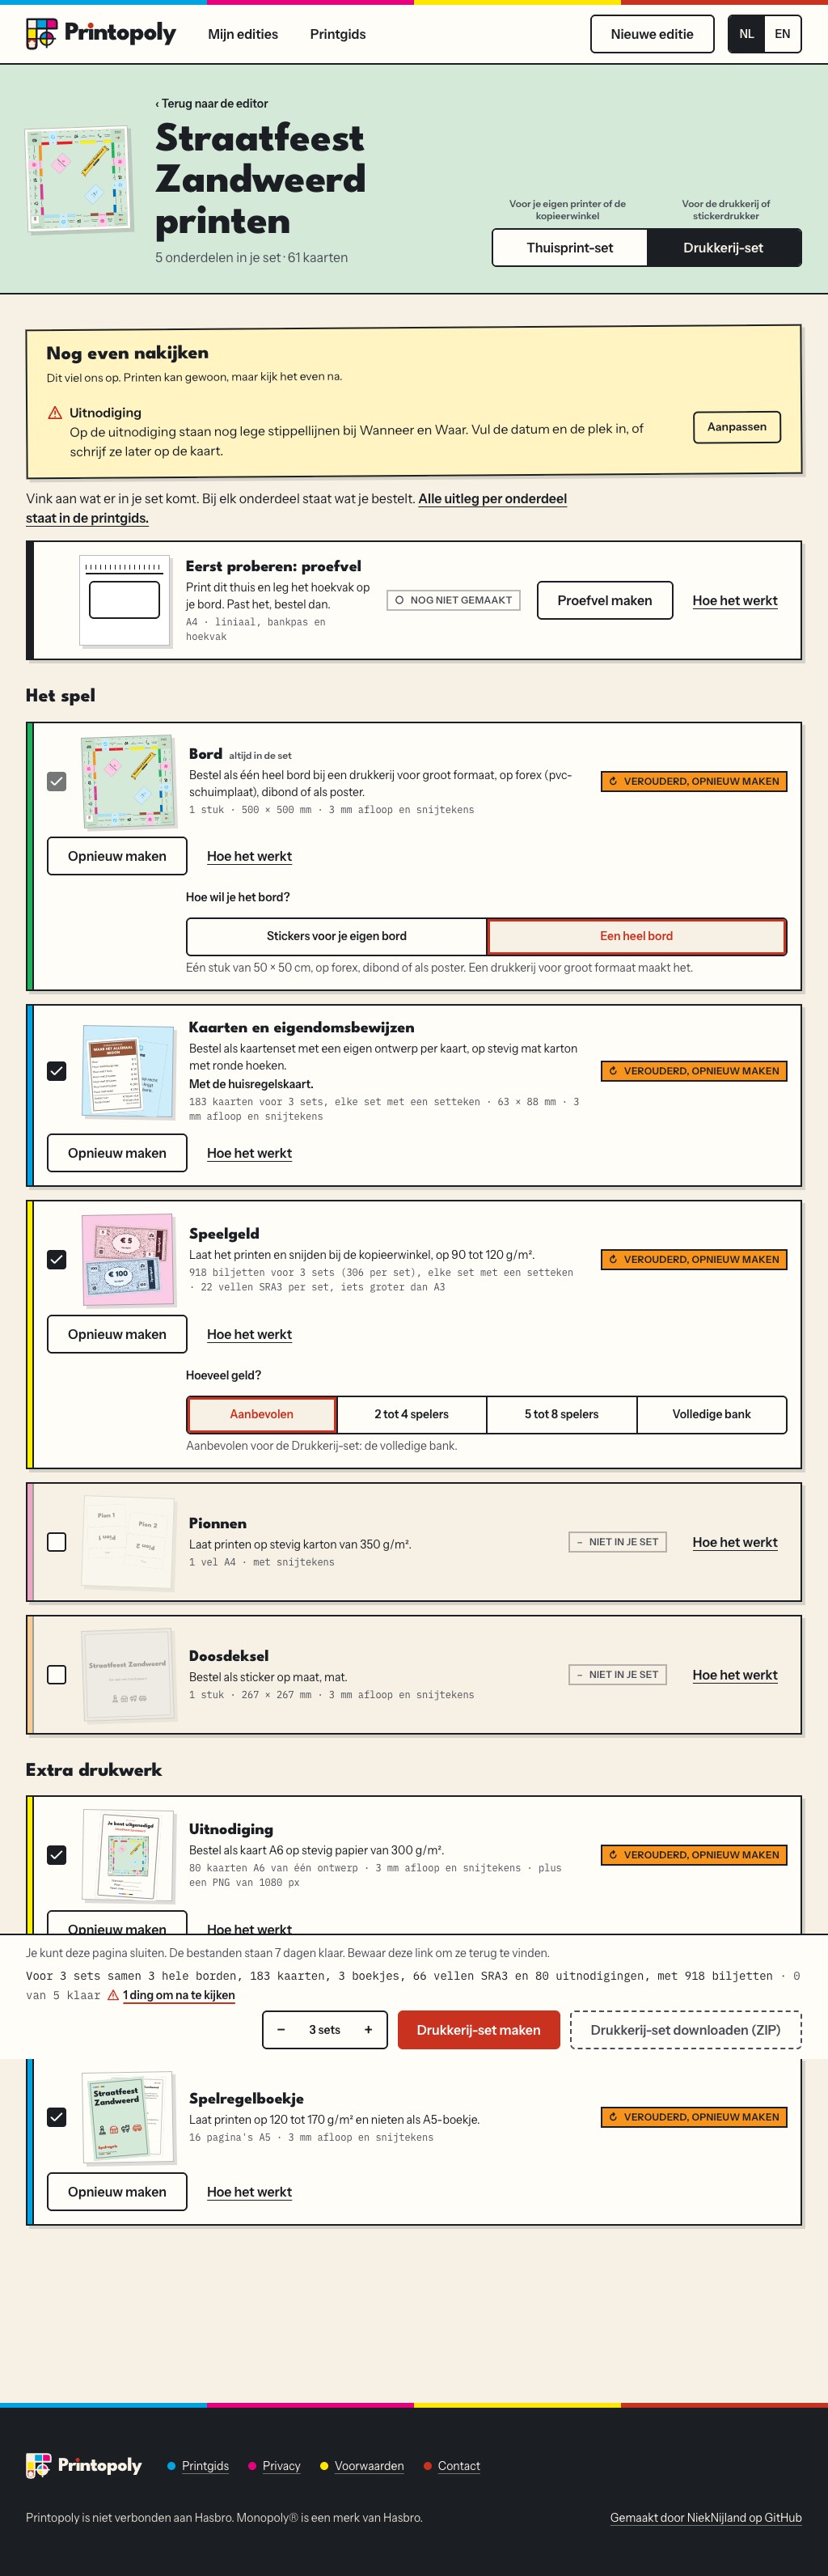 Printopoly
Mijn edities
Printgids
Nieuwe editie
NL
EN
‹ Terug naar de editor
Straatfeest
Zandweerd
printen
5 onderdelen in je set · 61 kaarten
Voor je eigen printer of de
kopieerwinkel
Voor de drukkerij of
stickerdrukker
Thuisprint-set
Drukkerij-set
Nog even nakijken
Dit viel ons op. Printen kan gewoon, maar kijk het even na.
Uitnodiging
Op de uitnodiging staan nog lege stippellijnen bij Wanneer en Waar. Vul de datum en de plek in, of
schrijf ze later op de kaart.
Aanpassen
Vink aan wat er in je set komt. Bij elk onderdeel staat wat je bestelt. Alle uitleg per onderdeel
staat in de printgids.
Eerst proberen: proefvel
Print dit thuis en leg het hoekvak op
je bord. Past het, bestel dan.
A4 · liniaal, bankpas en
hoekvak
NOG NIET GEMAAKT
Proefvel maken
Hoe het werkt
Het spel
Bord altijd in de set
Bestel als één heel bord bij een drukkerij voor groot formaat, op forex (pvc-
schuimplaat), dibond of als poster.
1 stuk · 500 × 500 mm · 3 mm afloop en snijtekens
↻ VEROUDERD, OPNIEUW MAKEN
Opnieuw maken
Hoe het werkt
Hoe wil je het bord?
Stickers voor je eigen bord
Een heel bord
Eén stuk van 50 × 50 cm, op forex, dibond of als poster. Een drukkerij voor groot formaat maakt het.
Kaarten en eigendomsbewijzen
Bestel als kaartenset met een eigen ontwerp per kaart, op stevig mat karton
met ronde hoeken.
Met de huisregelskaart.
183 kaarten voor 3 sets, elke set met een setteken · 63 × 88 mm · 3
mm afloop en snijtekens
↻ VEROUDERD, OPNIEUW MAKEN
Opnieuw maken
Hoe het werkt
€ 5
€ 100
Speelgeld
Laat het printen en snijden bij de kopieerwinkel, op 90 tot 120 g/m².
918 biljetten voor 3 sets (306 per set), elke set met een setteken
· 22 vellen SRA3 per set, iets groter dan A3
↻ VEROUDERD, OPNIEUW MAKEN
Opnieuw maken
Hoe het werkt
Hoeveel geld?
Aanbevolen
2 tot 4 spelers
5 tot 8 spelers
Volledige bank
Aanbevolen voor de Drukkerij-set: de volledige bank.
Pion 1
Pion 2
Pion 1
Pion 2
Pionnen
Laat printen op stevig karton van 350 g/m².
1 vel A4 · met snijtekens
– NIET IN JE SET
Hoe het werkt
Straatfeest Zandweerd
Doosdeksel
Bestel als sticker op maat, mat.
1 stuk · 267 × 267 mm · 3 mm afloop en snijtekens
– NIET IN JE SET
Hoe het werkt
Extra drukwerk
Je bent uitgenodigd
Uitnodiging
Bestel als kaart A6 op stevig papier van 300 g/m².
80 kaarten A6 van één ontwerp · 3 mm afloop en snijtekens · plus
een PNG van 1080 px
↻ VEROUDERD, OPNIEUW MAKEN
Opnieuw maken
Hoe het werkt
Je kunt deze pagina sluiten. De bestanden staan 7 dagen klaar. Bewaar deze link om ze terug te vinden.
Voor 3 sets samen 3 hele borden, 183 kaarten, 3 boekjes, 66 vellen SRA3 en 80 uitnodigingen, met 918 biljetten · 0
van 5 klaar 1 ding om na te kijken
− 3 sets +
Drukkerij-set maken
Drukkerij-set downloaden (ZIP)
Straatfeest
Zandweerd
Spelregelboekje
Laat printen op 120 tot 170 g/m² en nieten als A5-boekje.
16 pagina's A5 · 3 mm afloop en snijtekens
↻ VEROUDERD, OPNIEUW MAKEN
Opnieuw maken
Hoe het werkt
Printopoly
Printgids
Privacy
Voorwaarden
Contact
Printopoly is niet verbonden aan Hasbro. Monopoly® is een merk van Hasbro.
Gemaakt door NiekNijland op GitHub